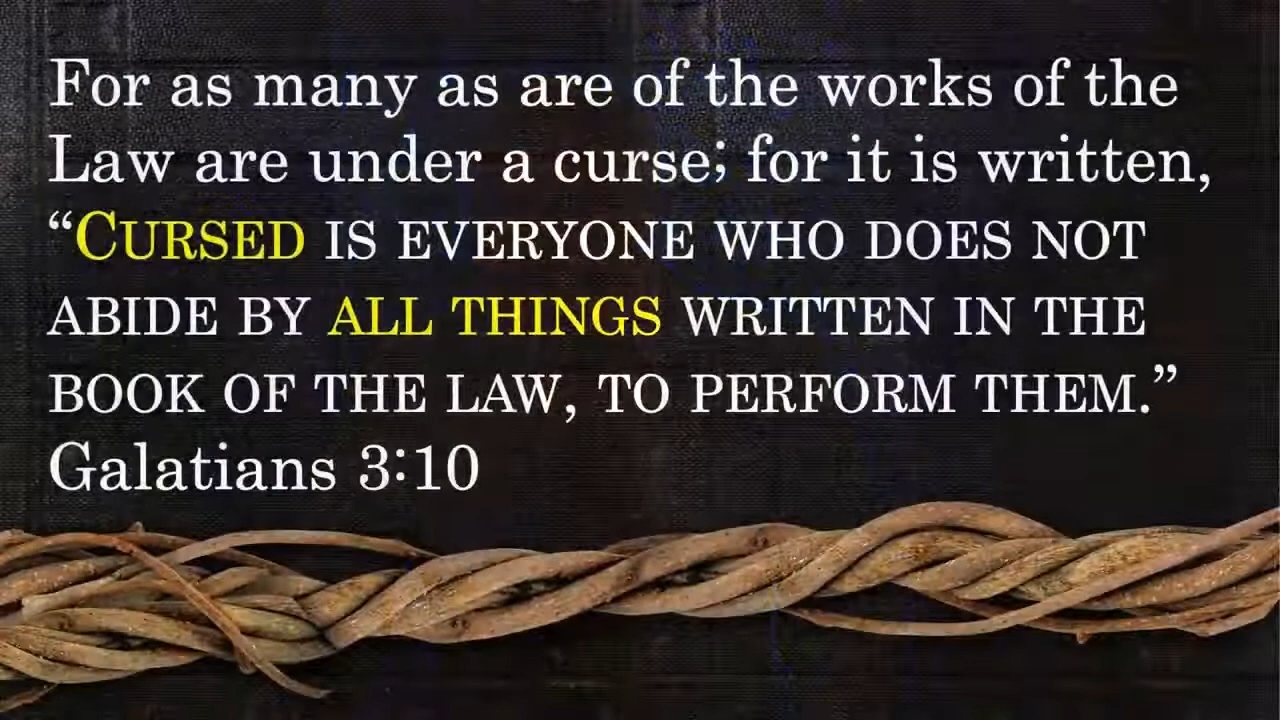 For as many as are of the works of the
Law are under a curse; for it is written,
“CURSED IS EVERYONE WHO DOES NOT
ABIDE BY ALL THINGS WRITTEN IN THE
BOOK OF THE LAW, TO PERFORM THEM.”
Galatians 3:10